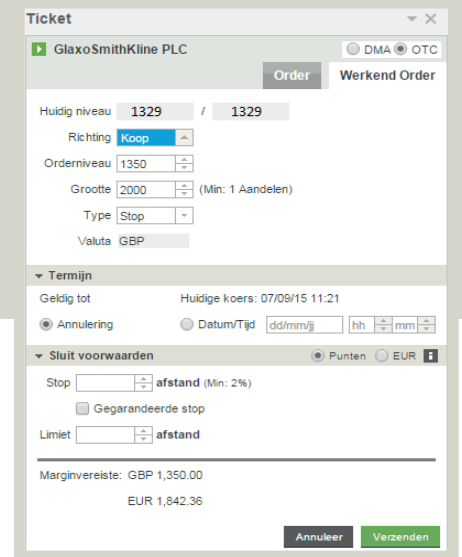 Ticket
GlaxoSmithKline PLC DMA OTC
Order Werkend Order
Huidig niveau 1329 / 1329
Richting Koop
Orderniveau 1350
Grootte 2000 (Min: 1 Aandelen)
Type Stop
Valuta GBP
Termijn
Geldig tot Huidige koers: 07/09/15 11:21
Annulering Datum/Tijd dd/mm/jj hh mm
Sluit voorwaarden Punten EUR i
Stop afstand (Min: 2%)
Gegarandeerde stop
Limiet afstand
Marginvereiste: GBP 1,350.00
EUR 1,842.36
Annuleer Verzenden